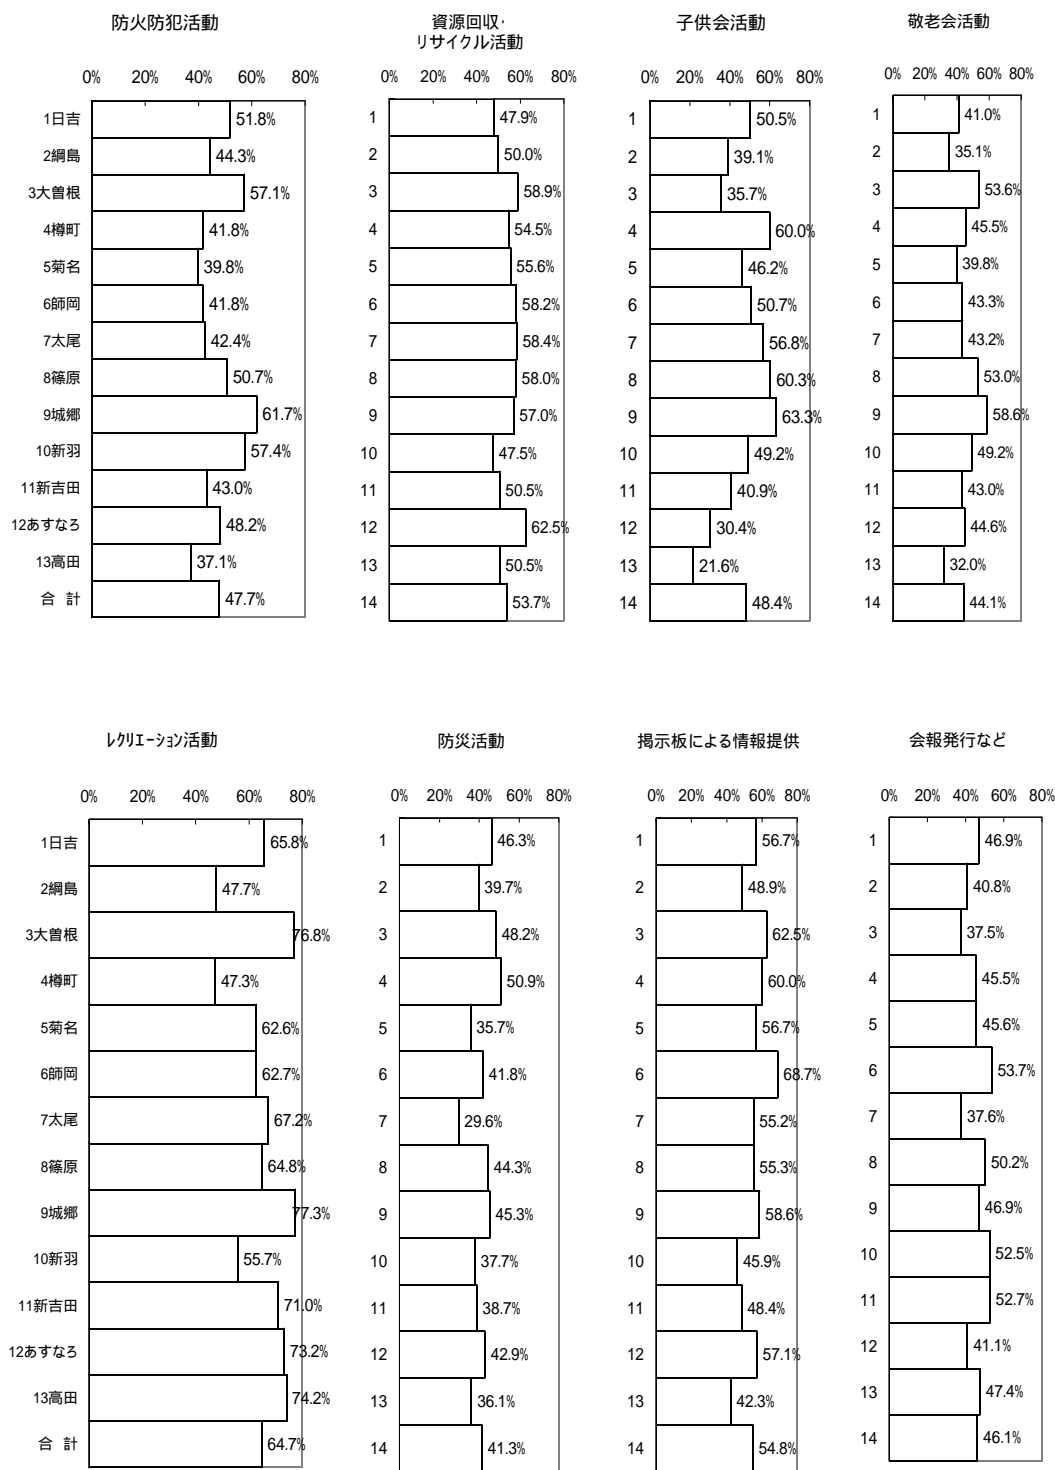 防火防犯活動
0% 20% 40% 60% 80%
1日吉 51.8%
2綱島 44.3%
3大曽根 57.1%
4樽町 41.8%
5菊名 39.8%
6師岡 41.8%
7太尾 42.4%
8篠原 50.7%
9城郷 61.7%
10新羽 57.4%
11新吉田 43.0%
12あすなろ 48.2%
13高田 37.1%
合 計 47.7%
資源回収・
リサイクル活動
0% 20% 40% 60% 80%
1 47.9%
2 50.0%
3 58.9%
4 54.5%
5 55.6%
6 58.2%
7 58.4%
8 58.0%
9 57.0%
10 47.5%
11 50.5%
12 62.5%
13 50.5%
14 53.7%
子供会活動
0% 20% 40% 60% 80%
1 50.5%
2 39.1%
3 35.7%
4 60.0%
5 46.2%
6 50.7%
7 56.8%
8 60.3%
9 63.3%
10 49.2%
11 40.9%
12 30.4%
13 21.6%
14 48.4%
敬老会活動
0% 20% 40% 60% 80%
1 41.0%
2 35.1%
3 53.6%
4 45.5%
5 39.8%
6 43.3%
7 43.2%
8 53.0%
9 58.6%
10 49.2%
11 43.0%
12 44.6%
13 32.0%
14 44.1%
ﾚｸﾘｴｰｼｮﾝ活動
0% 20% 40% 60% 80%
1日吉 65.8%
2綱島 47.7%
3大曽根 76.8%
4樽町 47.3%
5菊名 62.6%
6師岡 62.7%
7太尾 67.2%
8篠原 64.8%
9城郷 77.3%
10新羽 55.7%
11新吉田 71.0%
12あすなろ 73.2%
13高田 74.2%
合 計 64.7%
防災活動
0% 20% 40% 60% 80%
1 46.3%
2 39.7%
3 48.2%
4 50.9%
5 35.7%
6 41.8%
7 29.6%
8 44.3%
9 45.3%
10 37.7%
11 38.7%
12 42.9%
13 36.1%
14 41.3%
掲示板による情報提供
0% 20% 40% 60% 80%
1 56.7%
2 48.9%
3 62.5%
4 60.0%
5 56.7%
6 68.7%
7 55.2%
8 55.3%
9 58.6%
10 45.9%
11 48.4%
12 57.1%
13 42.3%
14 54.8%
会報発行など
0% 20% 40% 60% 80%
1 46.9%
2 40.8%
3 37.5%
4 45.5%
5 45.6%
6 53.7%
7 37.6%
8 50.2%
9 46.9%
10 52.5%
11 52.7%
12 41.1%
13 47.4%
14 46.1%